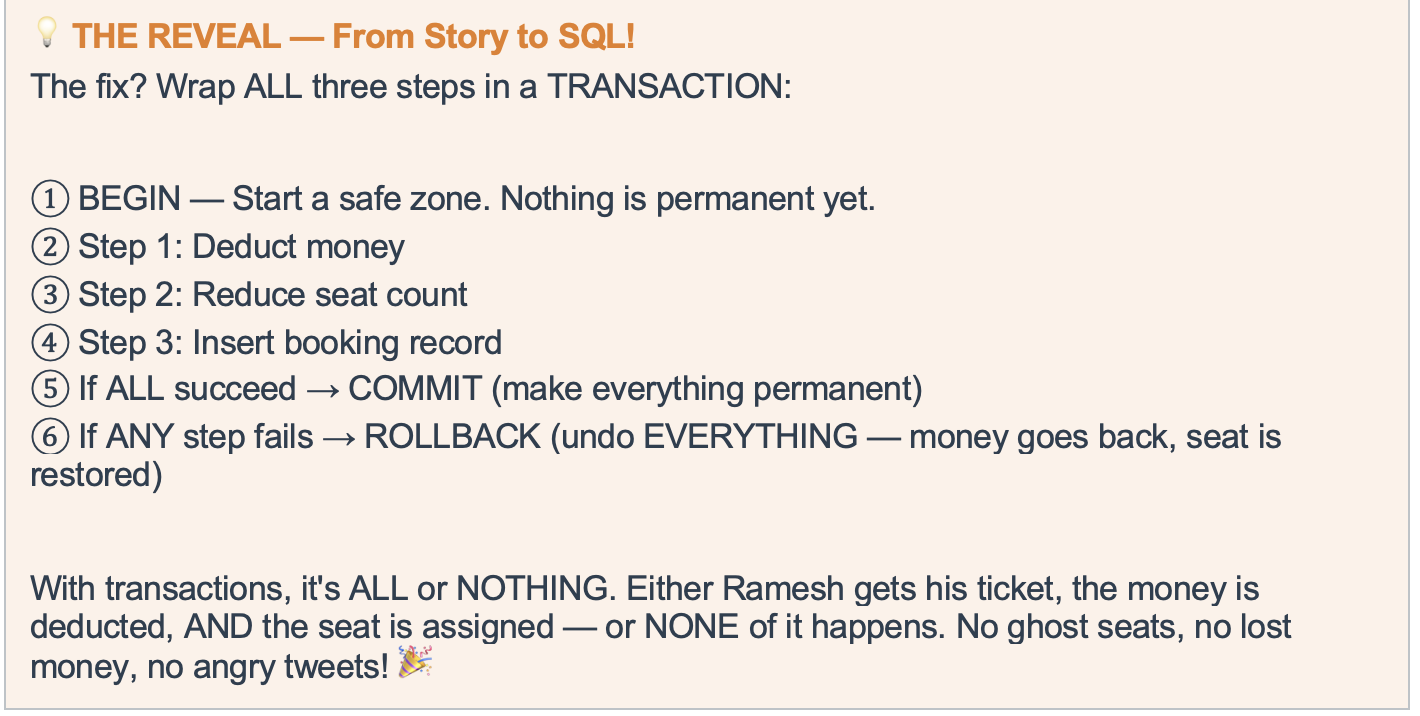 💡 THE REVEAL — From Story to SQL!
The fix? Wrap ALL three steps in a TRANSACTION:
① BEGIN — Start a safe zone. Nothing is permanent yet.
② Step 1: Deduct money
③ Step 2: Reduce seat count
④ Step 3: Insert booking record
⑤ If ALL succeed → COMMIT (make everything permanent)
⑥ If ANY step fails → ROLLBACK (undo EVERYTHING — money goes back, seat is
restored)
With transactions, it's ALL or NOTHING. Either Ramesh gets his ticket, the money is
deducted, AND the seat is assigned — or NONE of it happens. No ghost seats, no lost
money, no angry tweets! 🎉